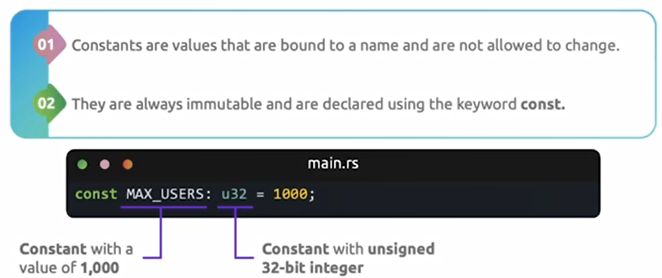 01 Constants are values that are bound to a name and are not allowed to change.
02 They are always immutable and are declared using the keyword const.
main.rs
const MAX_USERS: u32 = 1000;
Constant with a
value of 1,000
Constant with unsigned
32-bit integer